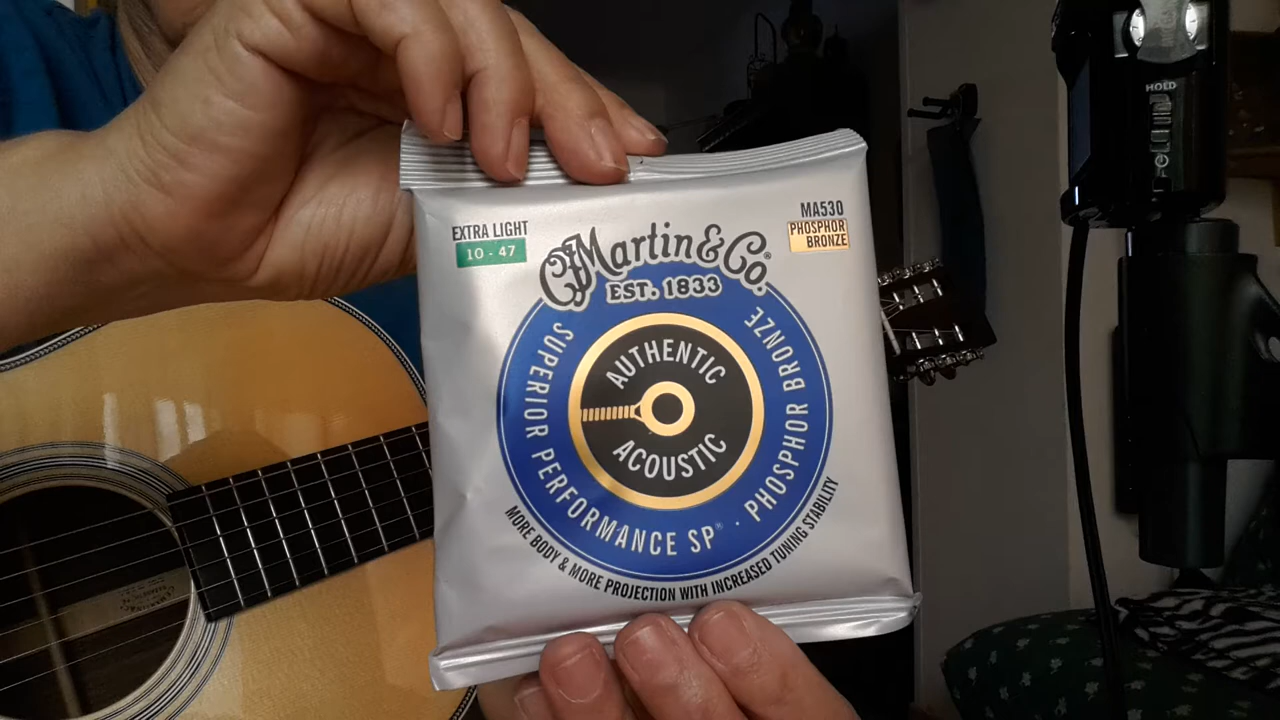 EXTRA LIGHT
10 - 47
MA530
PHOSPHOR
BRONZE
Martin & Co.®
EST. 1833
SUPERIOR PERFORMANCE SP® · PHOSPHOR BRONZE
AUTHENTIC
ACOUSTIC
MORE BODY & MORE PROJECTION WITH INCREASED TUNING STABILITY
HOLD